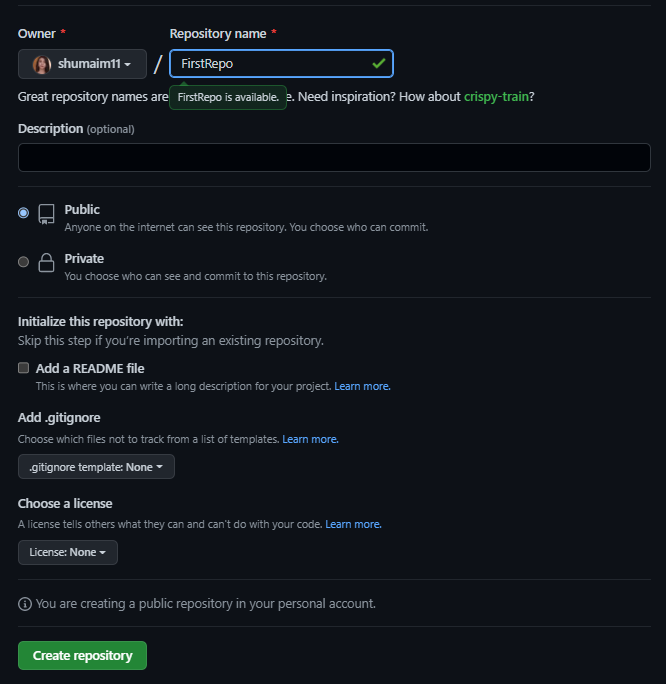 Owner * Repository name *
shumaim11 / FirstRepo
Great repository names are e. Need inspiration? How about crispy-train?
FirstRepo is available.
Description (optional)
Public
Anyone on the internet can see this repository. You choose who can commit.
Private
You choose who can see and commit to this repository.
Initialize this repository with:
Skip this step if you're importing an existing repository.
Add a README file
This is where you can write a long description for your project. Learn more.
Add .gitignore
Choose which files not to track from a list of templates. Learn more.
.gitignore template: None
Choose a license
A license tells others what they can and can't do with your code. Learn more.
License: None
You are creating a public repository in your personal account.
Create repository